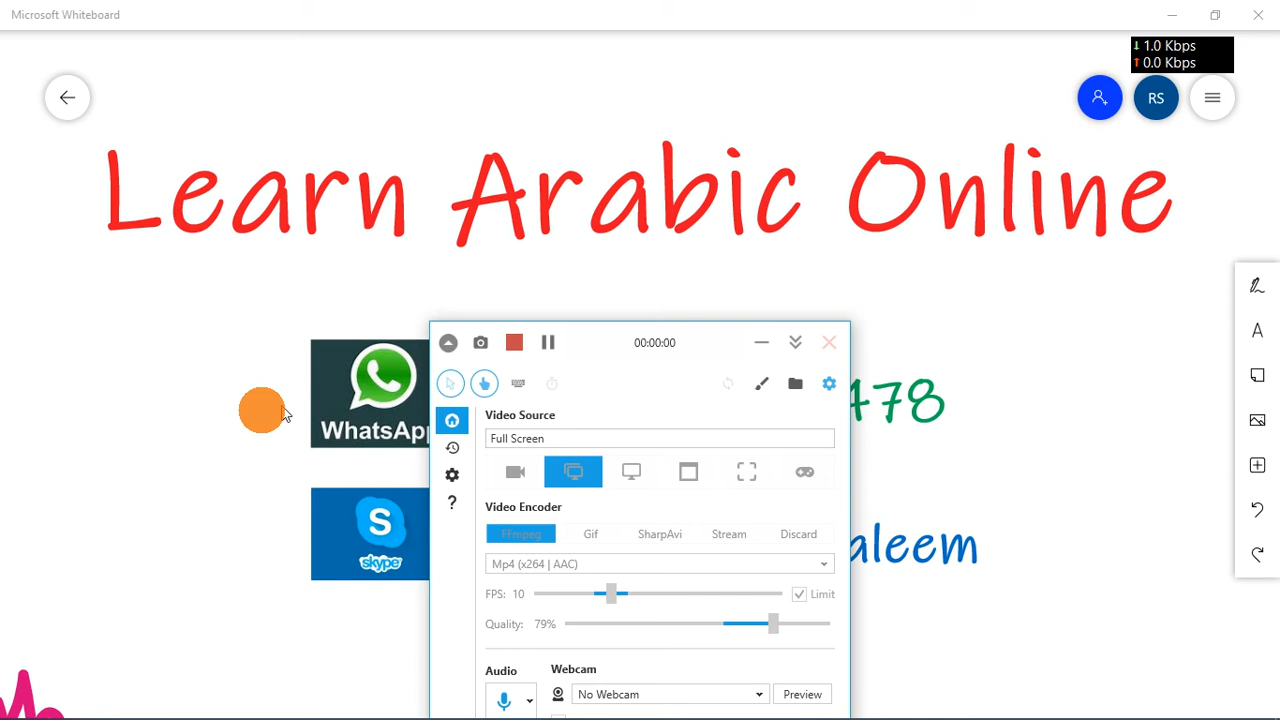 Microsoft Whiteboard
1.0 Kbps
0.0 Kbps
RS
Learn Arabic Online
00:00:00
WhatsApp
478
Video Source
Full Screen
Video Encoder
FFmpeg Gif SharpAvi Stream Discard
S
skype
aleem
Mp4 (x264 | AAC)
FPS: 10 Limit
Quality: 79%
Audio Webcam
No Webcam Preview